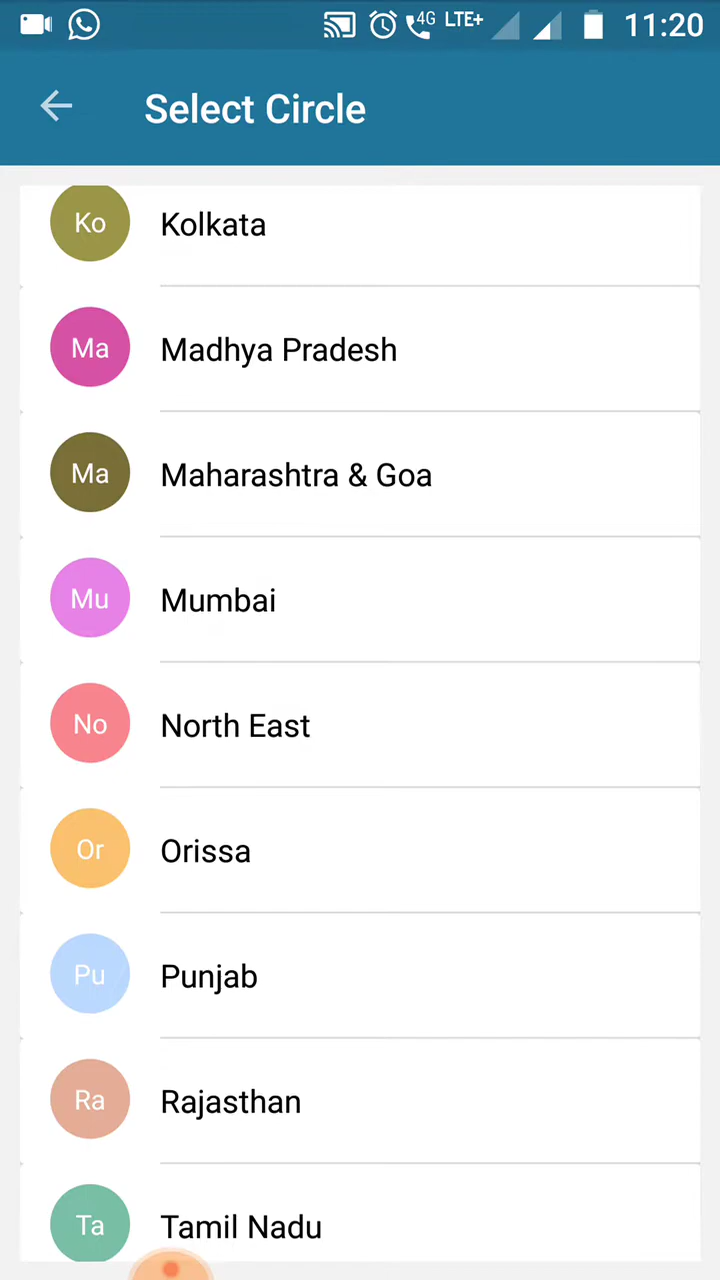 4G LTE+ 11:20
Select Circle
Ko Kolkata
Ma Madhya Pradesh
Ma Maharashtra & Goa
Mu Mumbai
No North East
Or Orissa
Pu Punjab
Ra Rajasthan
Ta Tamil Nadu